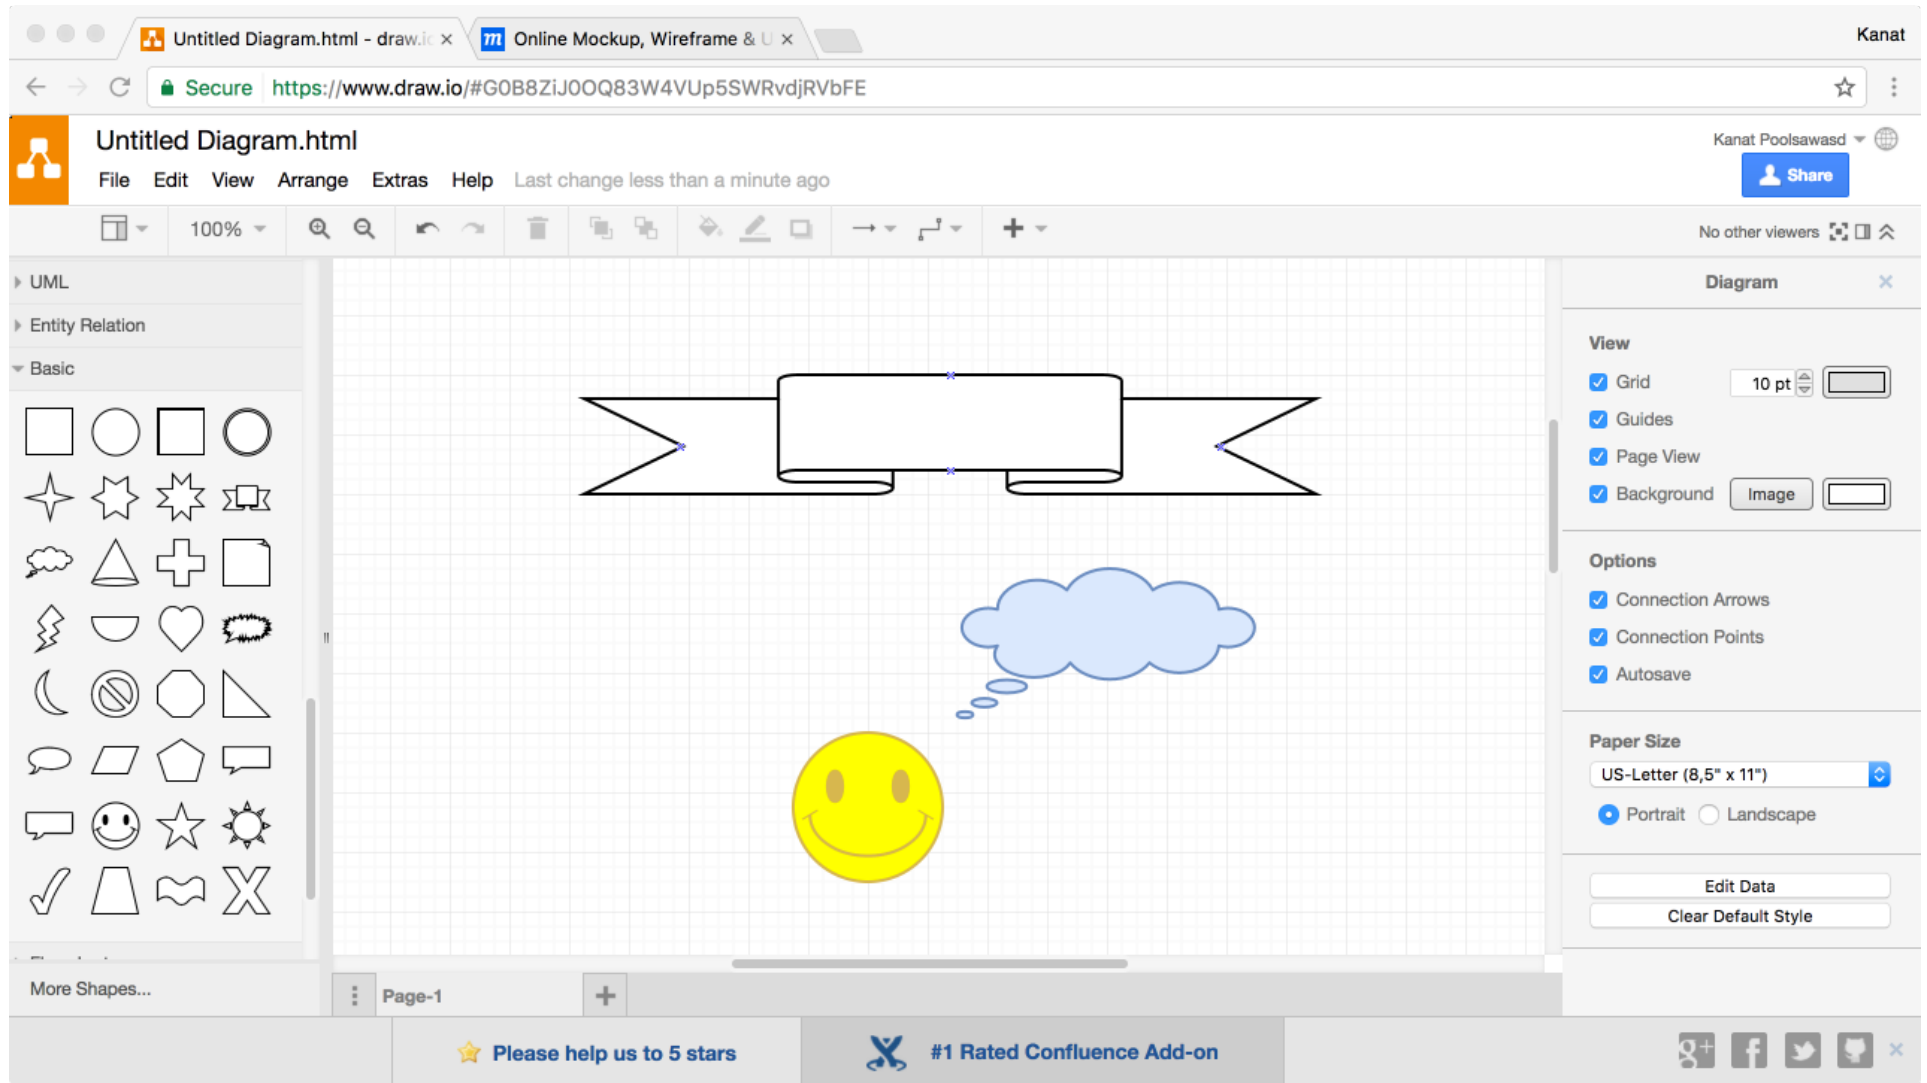 Untitled Diagram.html - draw.i
m Online Mockup, Wireframe & U
Kanat
Secure https://www.draw.io/#G0B8ZiJ0OQ83W4VUp5SWRvdjRVbFE
Untitled Diagram.html
Kanat Poolsawasd
File Edit View Arrange Extras Help Last change less than a minute ago
Share
100%
No other viewers
UML
Entity Relation
Basic
More Shapes...
Diagram
View
Grid 10 pt
Guides
Page View
Background Image
Options
Connection Arrows
Connection Points
Autosave
Paper Size
US-Letter (8,5" x 11")
Portrait Landscape
Edit Data
Clear Default Style
Page-1
Please help us to 5 stars
#1 Rated Confluence Add-on
g+ f